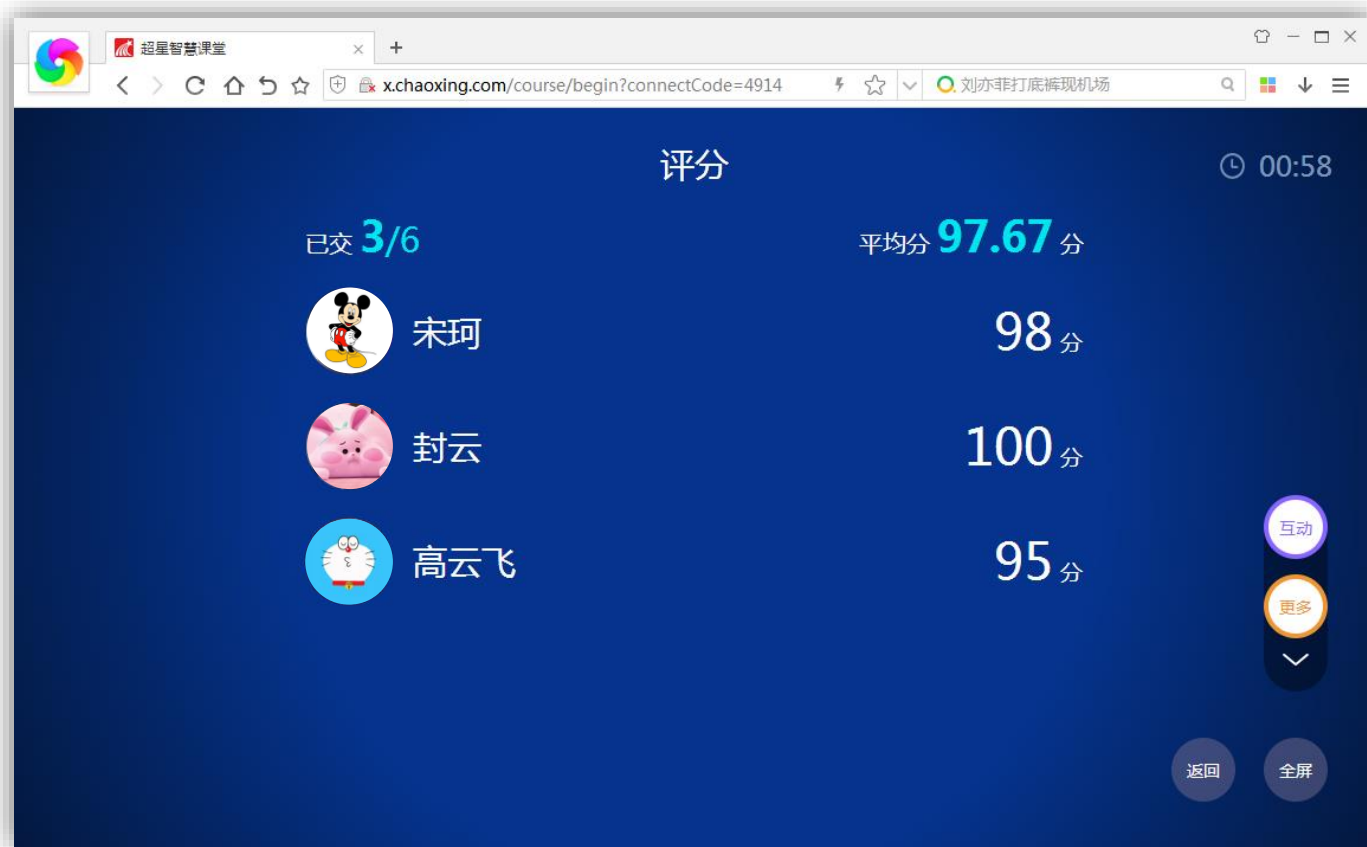 超星智慧课堂
x.chaoxing.com/course/begin?connectCode=4914
刘亦菲打底裤现机场
评分
00:58
已交 3/6
平均分 97.67 分
宋珂 98 分
封云 100 分
高云飞 95 分
互动
更多
返回
全屏